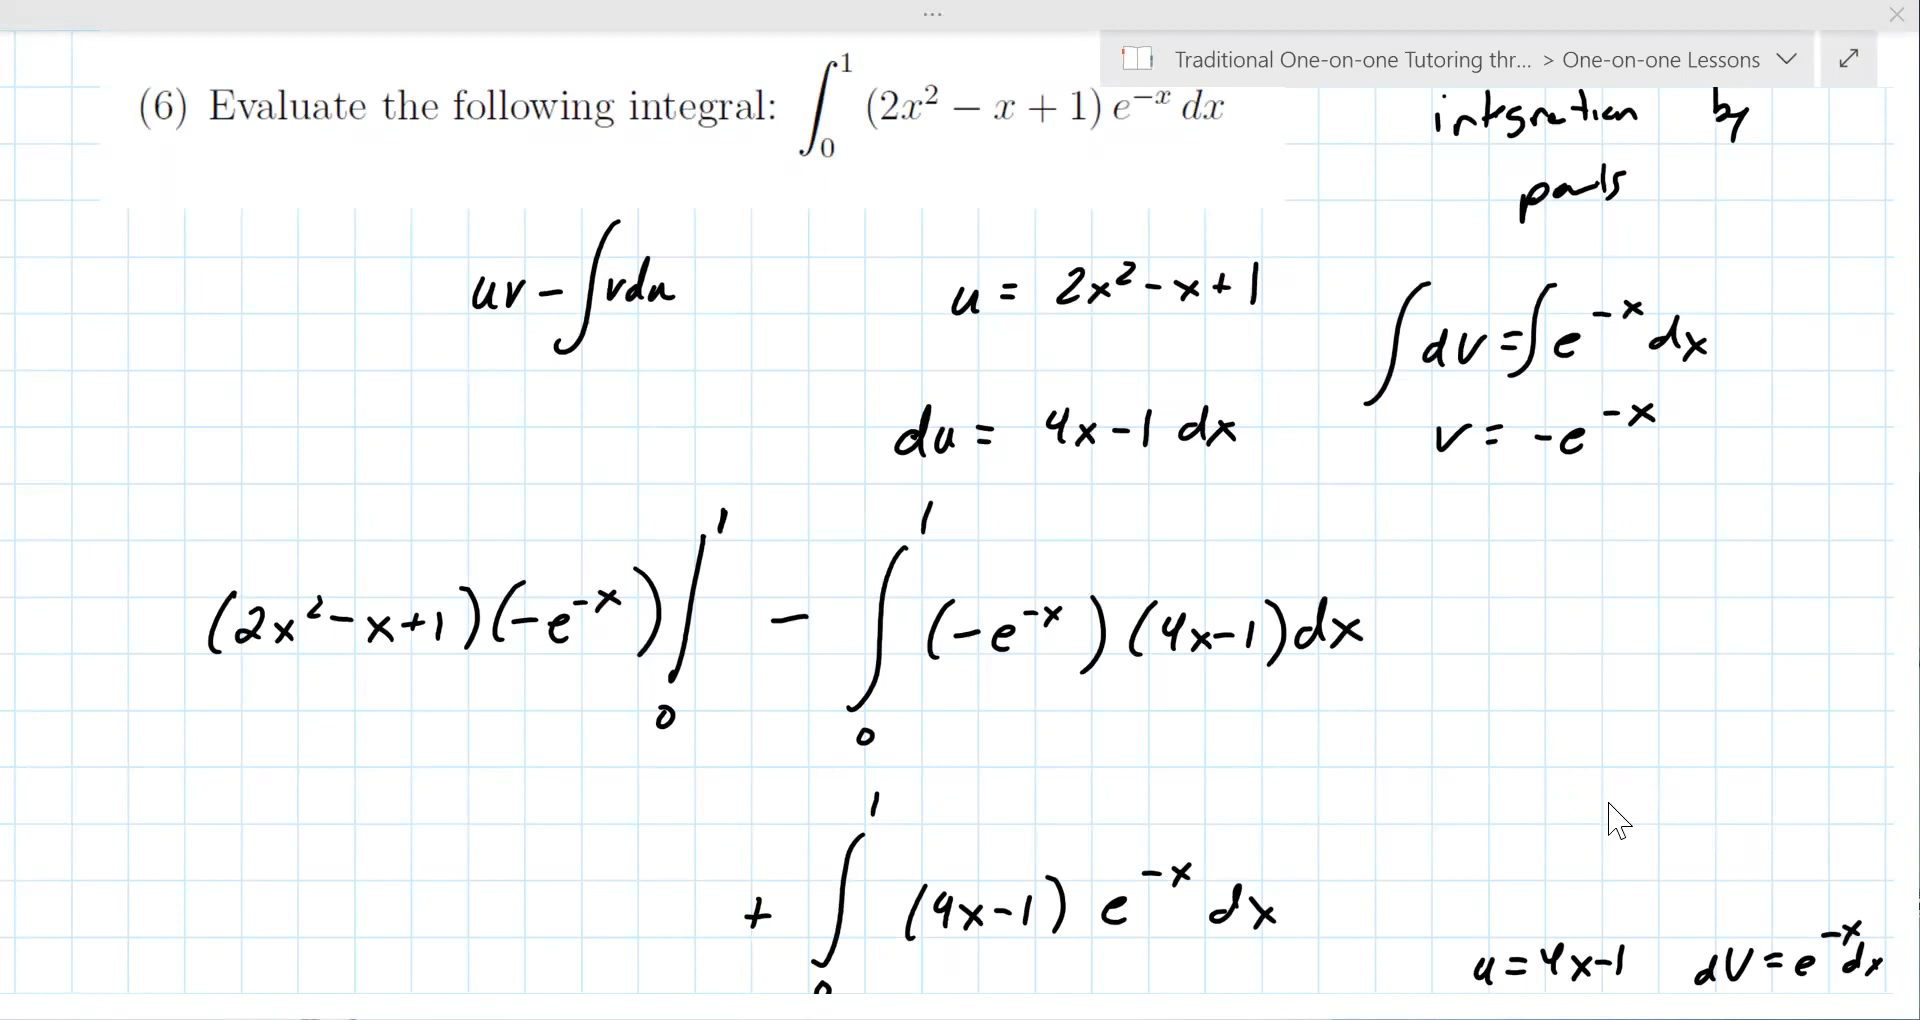 Traditional One-on-one Tutoring thr... > One-on-one Lessons
(6) Evaluate the following integral: ∫₀¹ (2x² − x + 1) e⁻ˣ dx
integration by
parts
uv - ∫vdu
u = 2x² - x + 1
∫dv = ∫e⁻ˣ dx
du = 4x - 1 dx
v = -e⁻ˣ
(2x² - x + 1)(-e⁻ˣ)|₀¹ - ∫₀¹ (-e⁻ˣ)(4x-1)dx
+ ∫₀¹ (4x-1) e⁻ˣ dx
u = 4x-1 dV = e⁻ˣdx